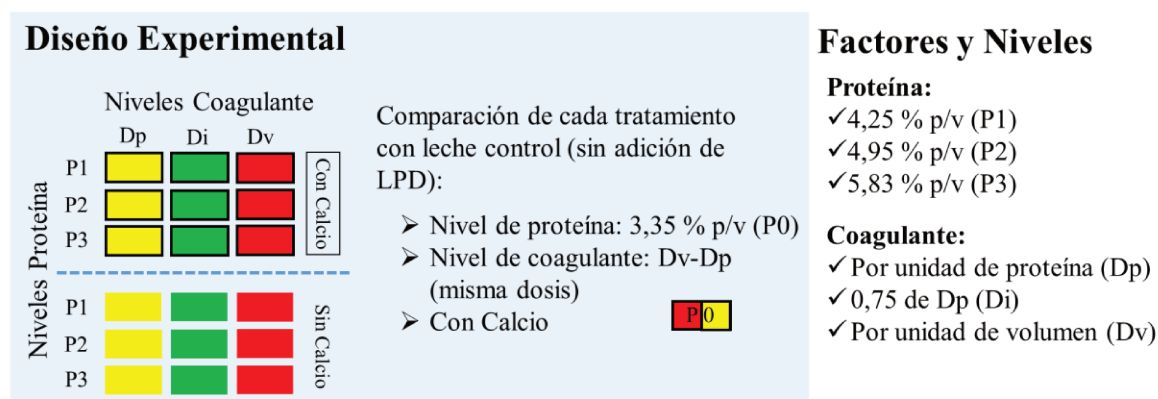 Diseño Experimental
Niveles Coagulante
Dp Di Dv
P1
P2
P3
Con Calcio
Niveles Proteína
P1
P2
P3
Sin Calcio
Comparación de cada tratamiento
con leche control (sin adición de
LPD):
➢ Nivel de proteína: 3,35 % p/v (P0)
➢ Nivel de coagulante: Dv-Dp
(misma dosis)
➢ Con Calcio
P0
Factores y Niveles
Proteína:
✓4,25 % p/v (P1)
✓4,95 % p/v (P2)
✓5,83 % p/v (P3)
Coagulante:
✓Por unidad de proteína (Dp)
✓0,75 de Dp (Di)
✓Por unidad de volumen (Dv)